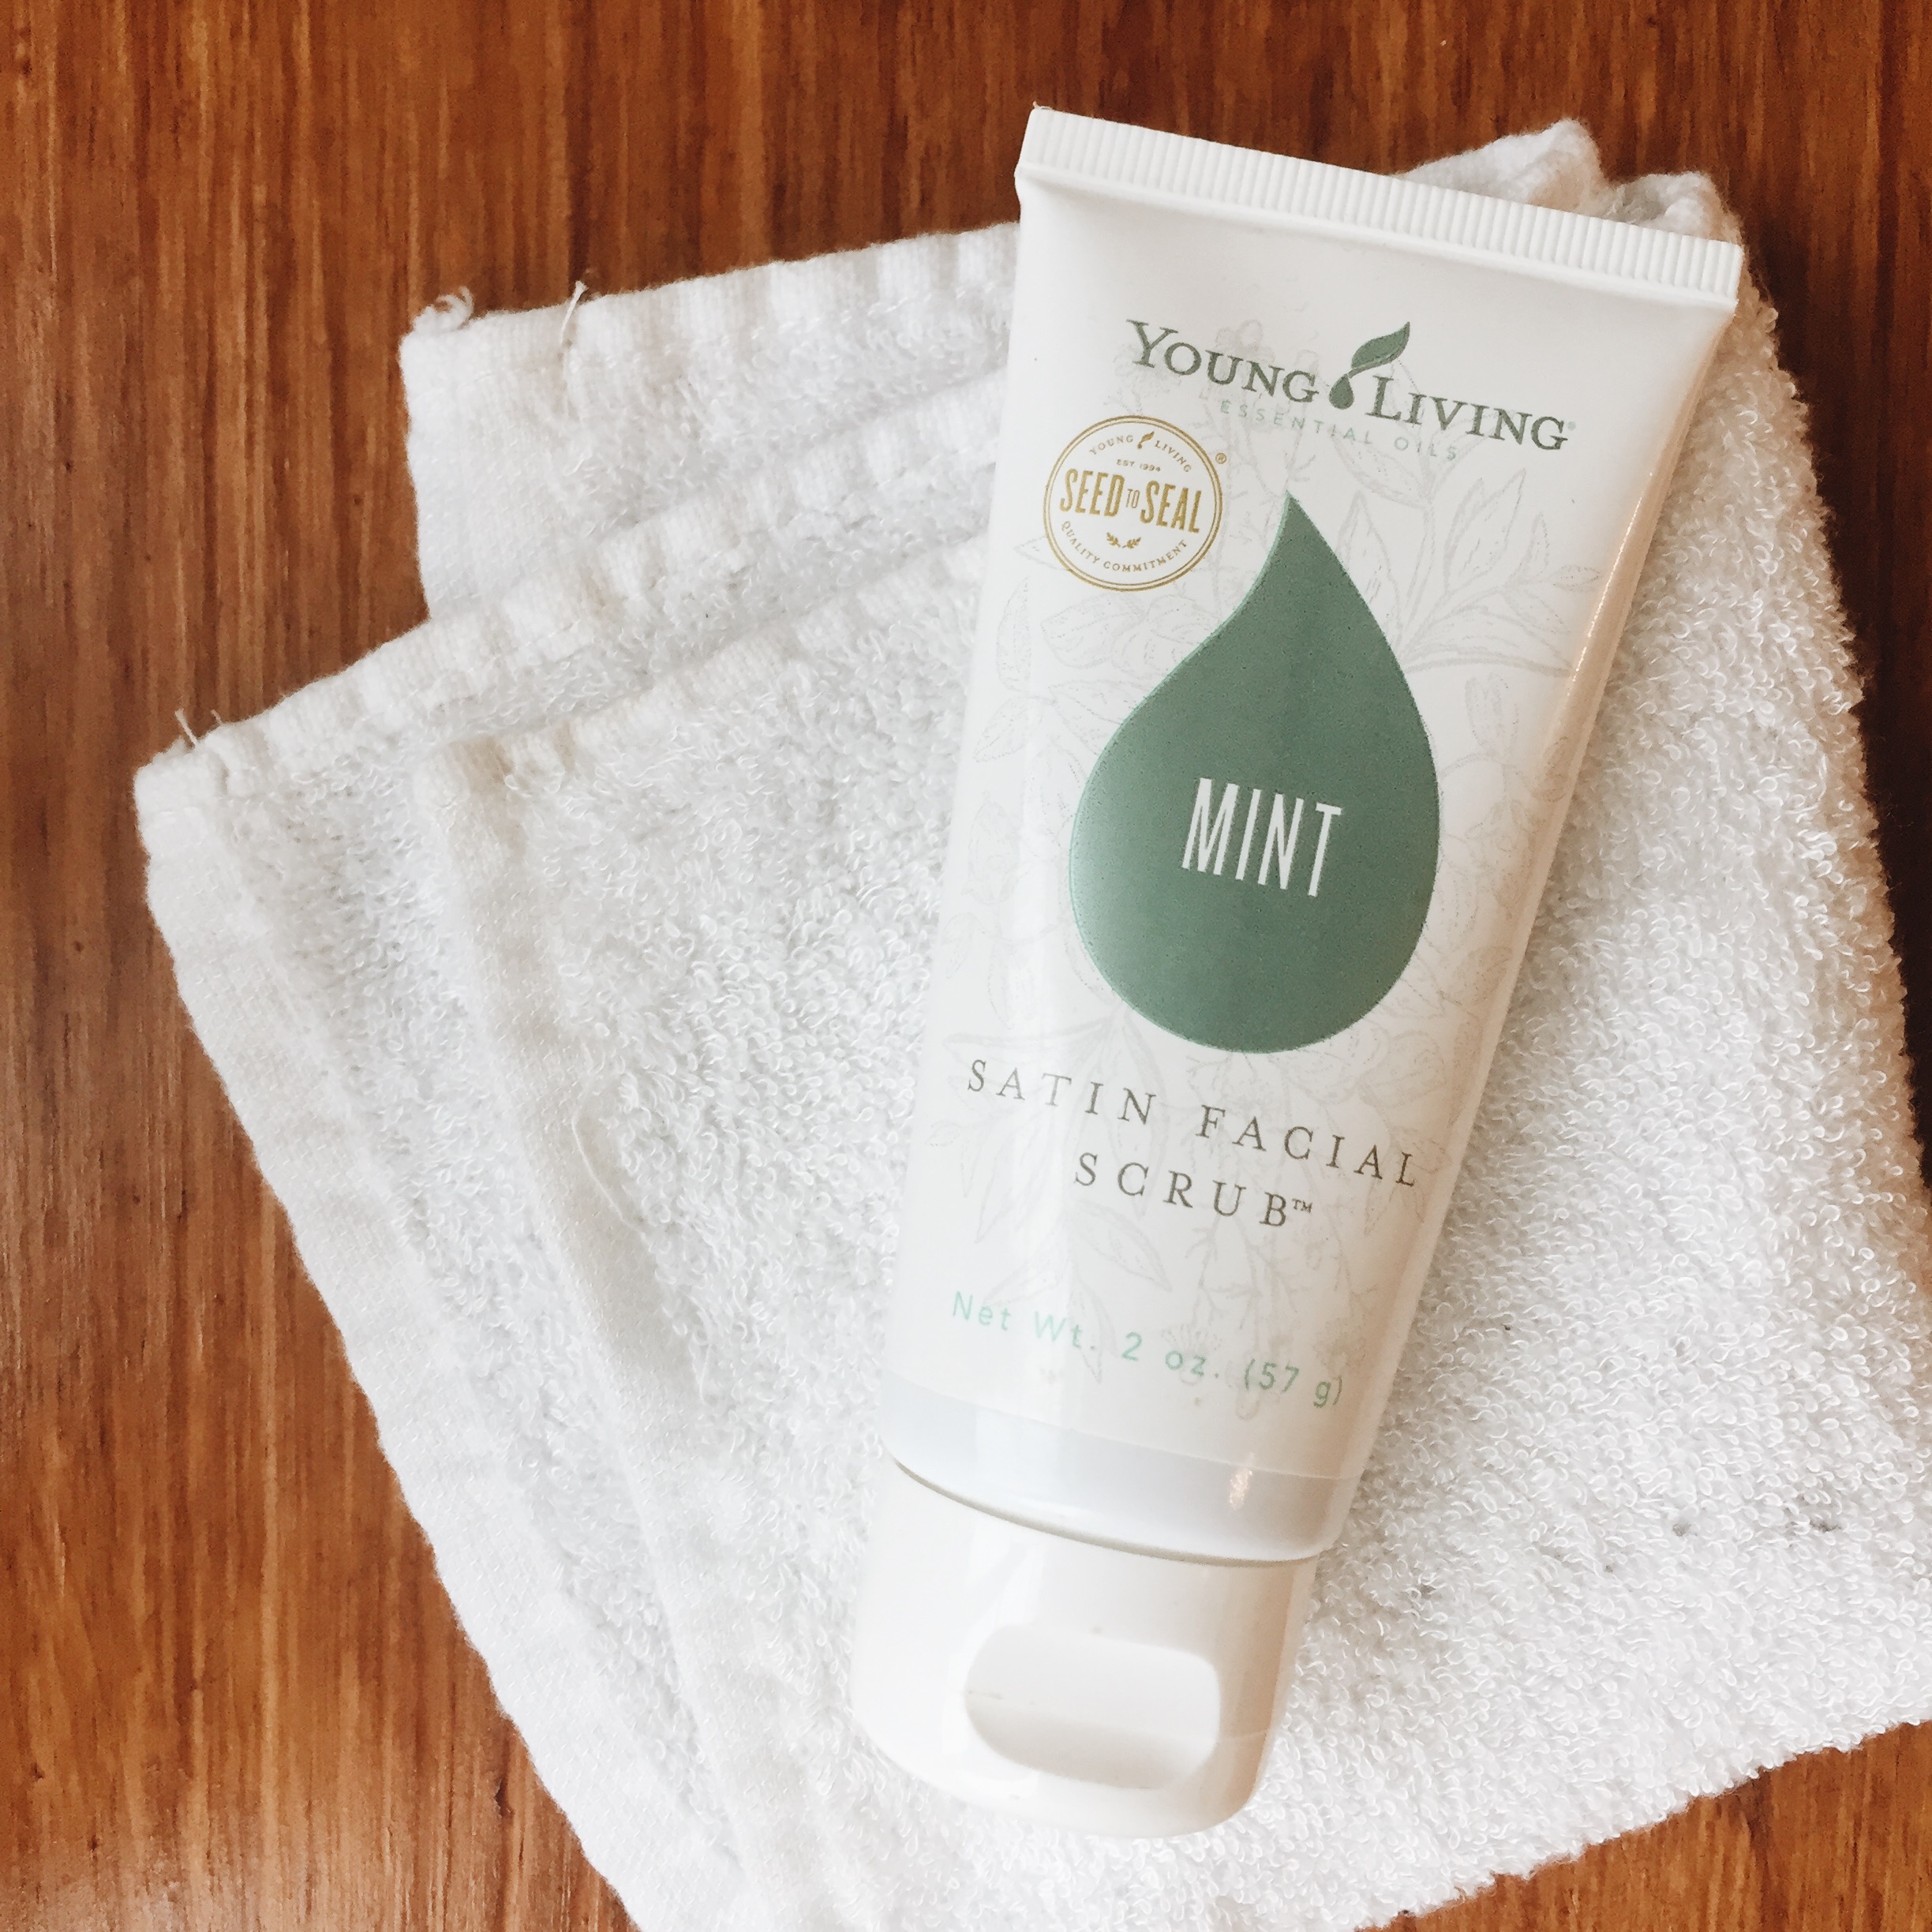 YOUNG LIVING®
ESSENTIAL OILS
YOUNG LIVING
EST 1994
SEED TO SEAL®
QUALITY COMMITMENT
MINT
SATIN FACIAL
SCRUB™
Net Wt. 2 oz. (57 g)